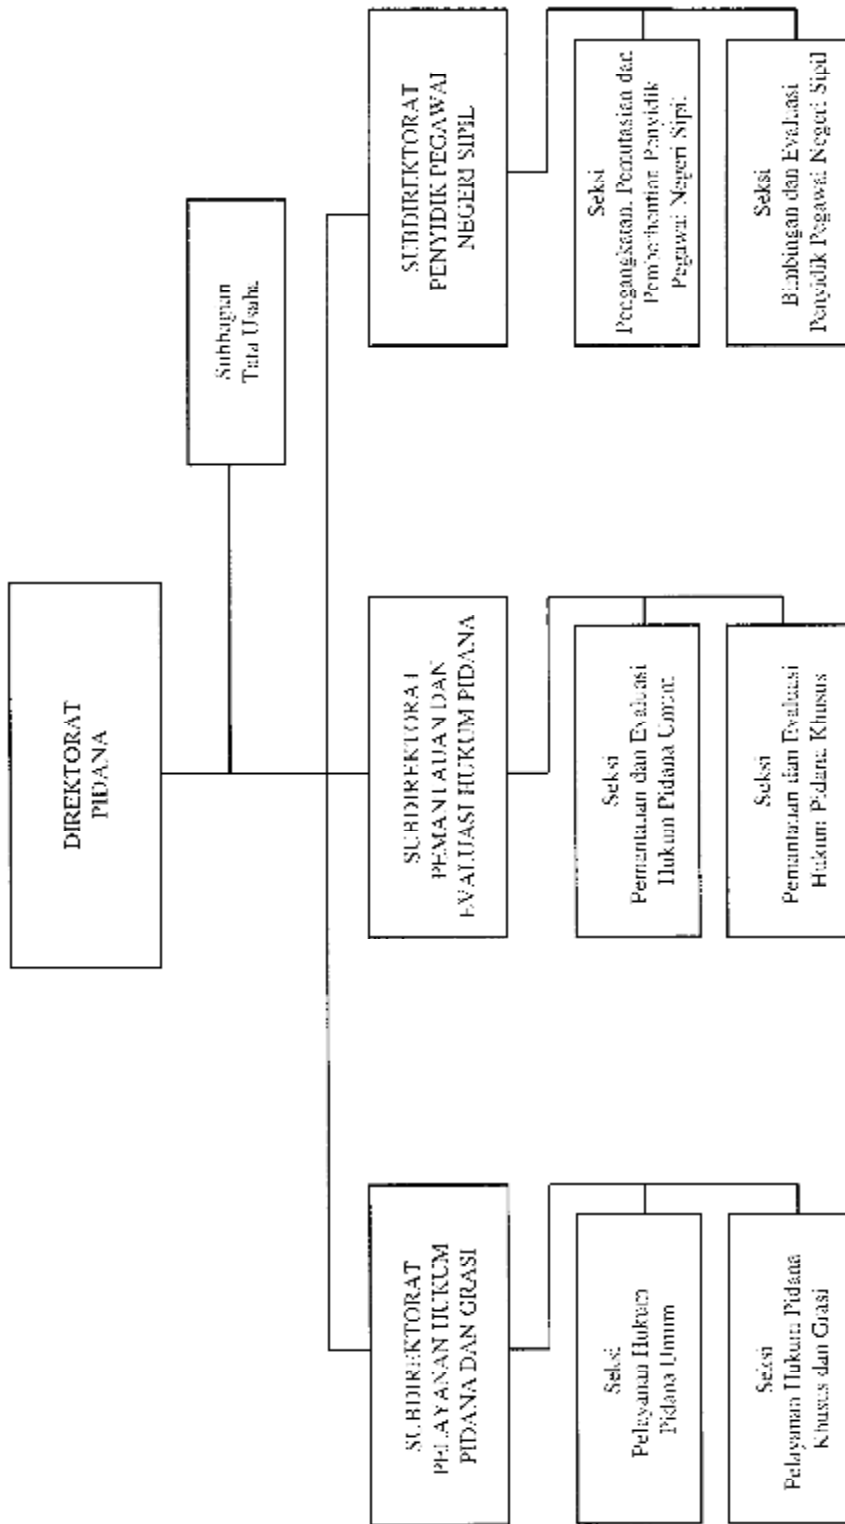 DIREKTORAT
PIDANA
Subbagian
Tata Usaha
SUBDIREKTORAT
PELAYANAN HUKUM
PIDANA DAN GRASI
SUBDIREKTORAT
PEMANTAUAN DAN
EVALUASI HUKUM PIDANA
SUBDIREKTORAT
PENYIDIK PEGAWAI
NEGERI SIPIL
Seksi
Pelayanan Hukum
Pidana Umum
Seksi
Pemantauan dan Evaluasi
Hukum Pidana Umum
Seksi
Pengangkatan, Pemutasian dan
Pemberhentian Penyidik
Pegawai Negeri Sipil
Seksi
Pelayanan Hukum Pidana
Khusus dan Grasi
Seksi
Pemantauan dan Evaluasi
Hukum Pidana Khusus
Seksi
Bimbingan dan Evaluasi
Penyidik Pegawai Negeri Sipil